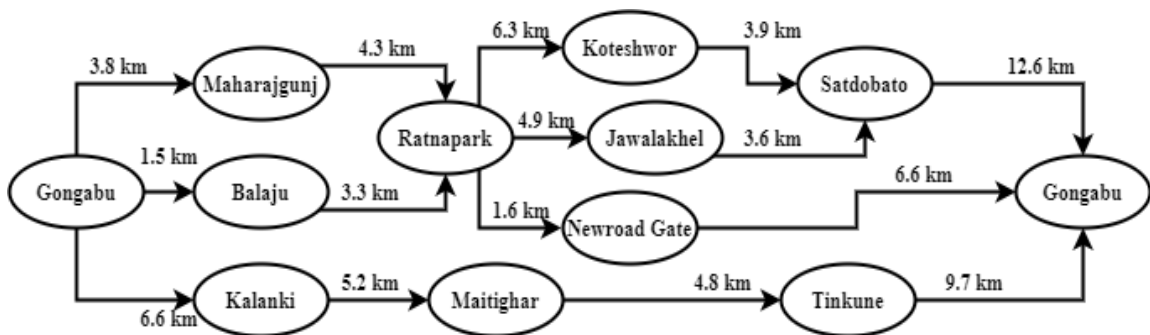 6.3 km
Koteshwor
3.9 km
4.3 km
3.8 km
Maharajgunj
Satdobato
12.6 km
Ratnapark
4.9 km
Jawalakhel
3.6 km
1.5 km
Gongabu
Balaju
3.3 km
1.6 km
Newroad Gate
6.6 km
Gongabu
6.6 km
Kalanki
5.2 km
Maitighar
4.8 km
Tinkune
9.7 km